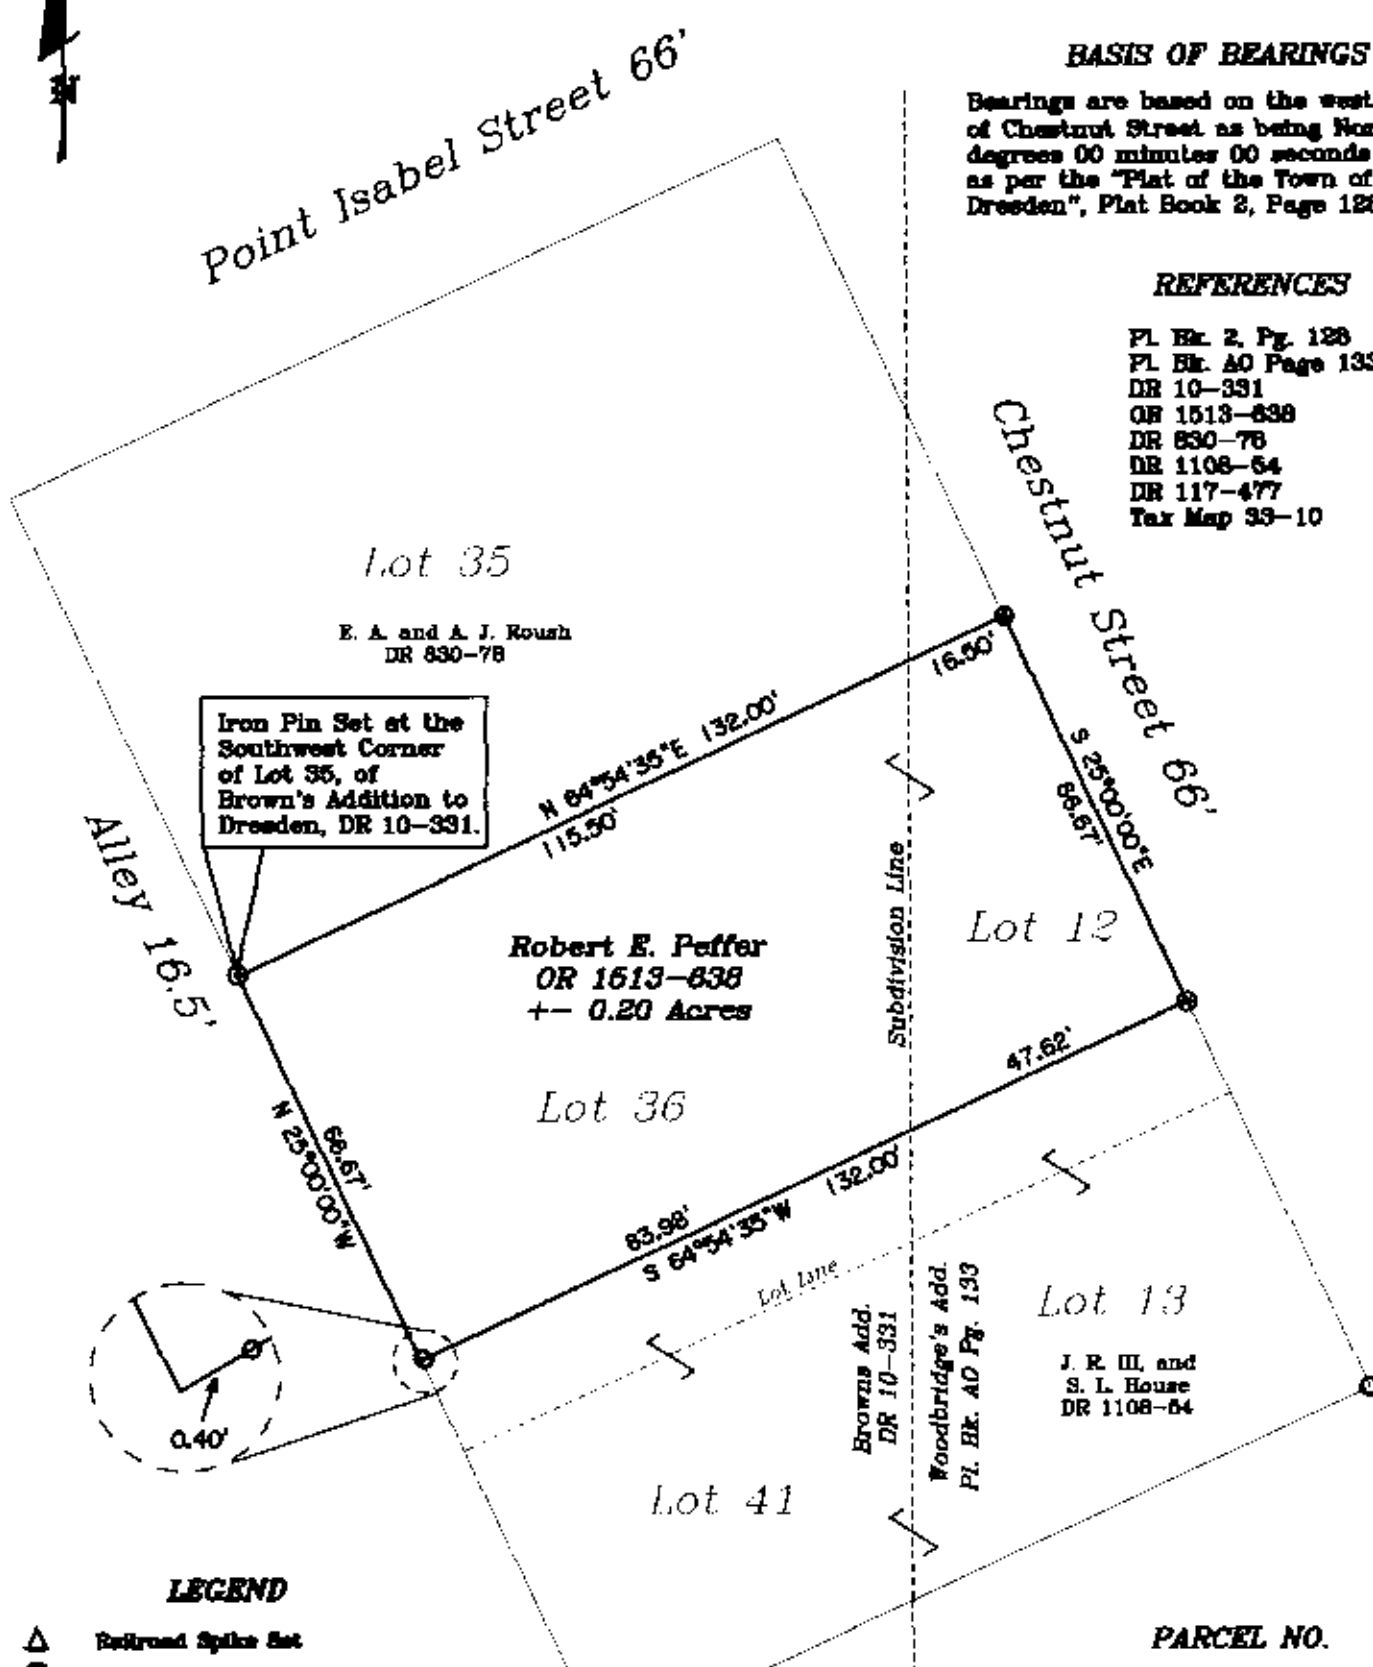 N
Point Isabel Street 66'
BASIS OF BEARINGS
Bearings are based on the west
of Chestnut Street as being Nor
degrees 00 minutes 00 seconds
as per the "Plat of the Town of
Dresden", Plat Book 2, Page 128
REFERENCES
Pl. Bk. 2, Pg. 128
Pl. Bk. AO Page 133
DR 10-331
OR 1513-638
DR 830-78
DR 1108-54
DR 117-477
Tax Map 33-10
Chestnut Street 66'
Lot 35
E. A. and A. J. Roush
DR 830-78
16.50'
N 64°54'35"E 132.00'
115.50'
Iron Pin Set at the
Southwest Corner
of Lot 35, of
Brown's Addition to
Dresden, DR 10-331.
S 25°00'00"E
66.67'
Alley 16.5'
Subdivision Line
Lot 12
Robert E. Peffer
OR 1513-638
+- 0.20 Acres
47.62'
Lot 36
66.67'
N 25°00'00"W
132.00'
83.98'
S 64°54'35"W
Lot Line
Browns Add.
DR 10-331
Woodbridge's Add.
Pl. Bk. AO Pg. 133
Lot 13
J. R. III, and
S. L. House
DR 1108-54
0.40'
Lot 41
LEGEND
Railroad Spike Set
PARCEL NO.